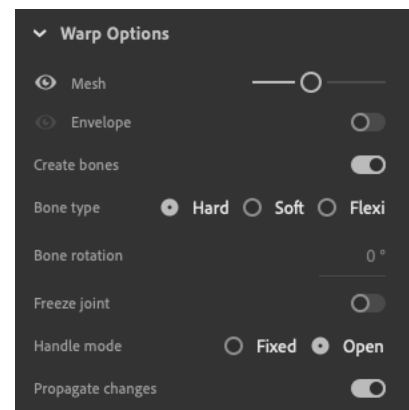 Warp Options
Mesh
Envelope
Create bones
Bone type Hard Soft Flexi
Bone rotation 0 °
Freeze joint
Handle mode Fixed Open
Propagate changes